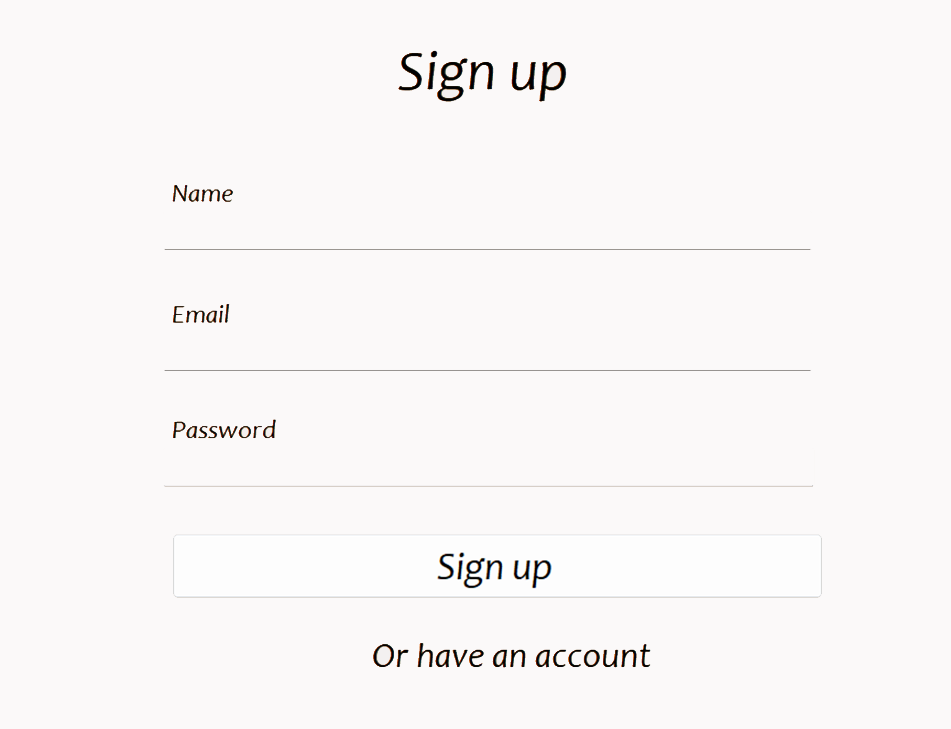 Sign up
Name
Email
Password
Sign up
Or have an account